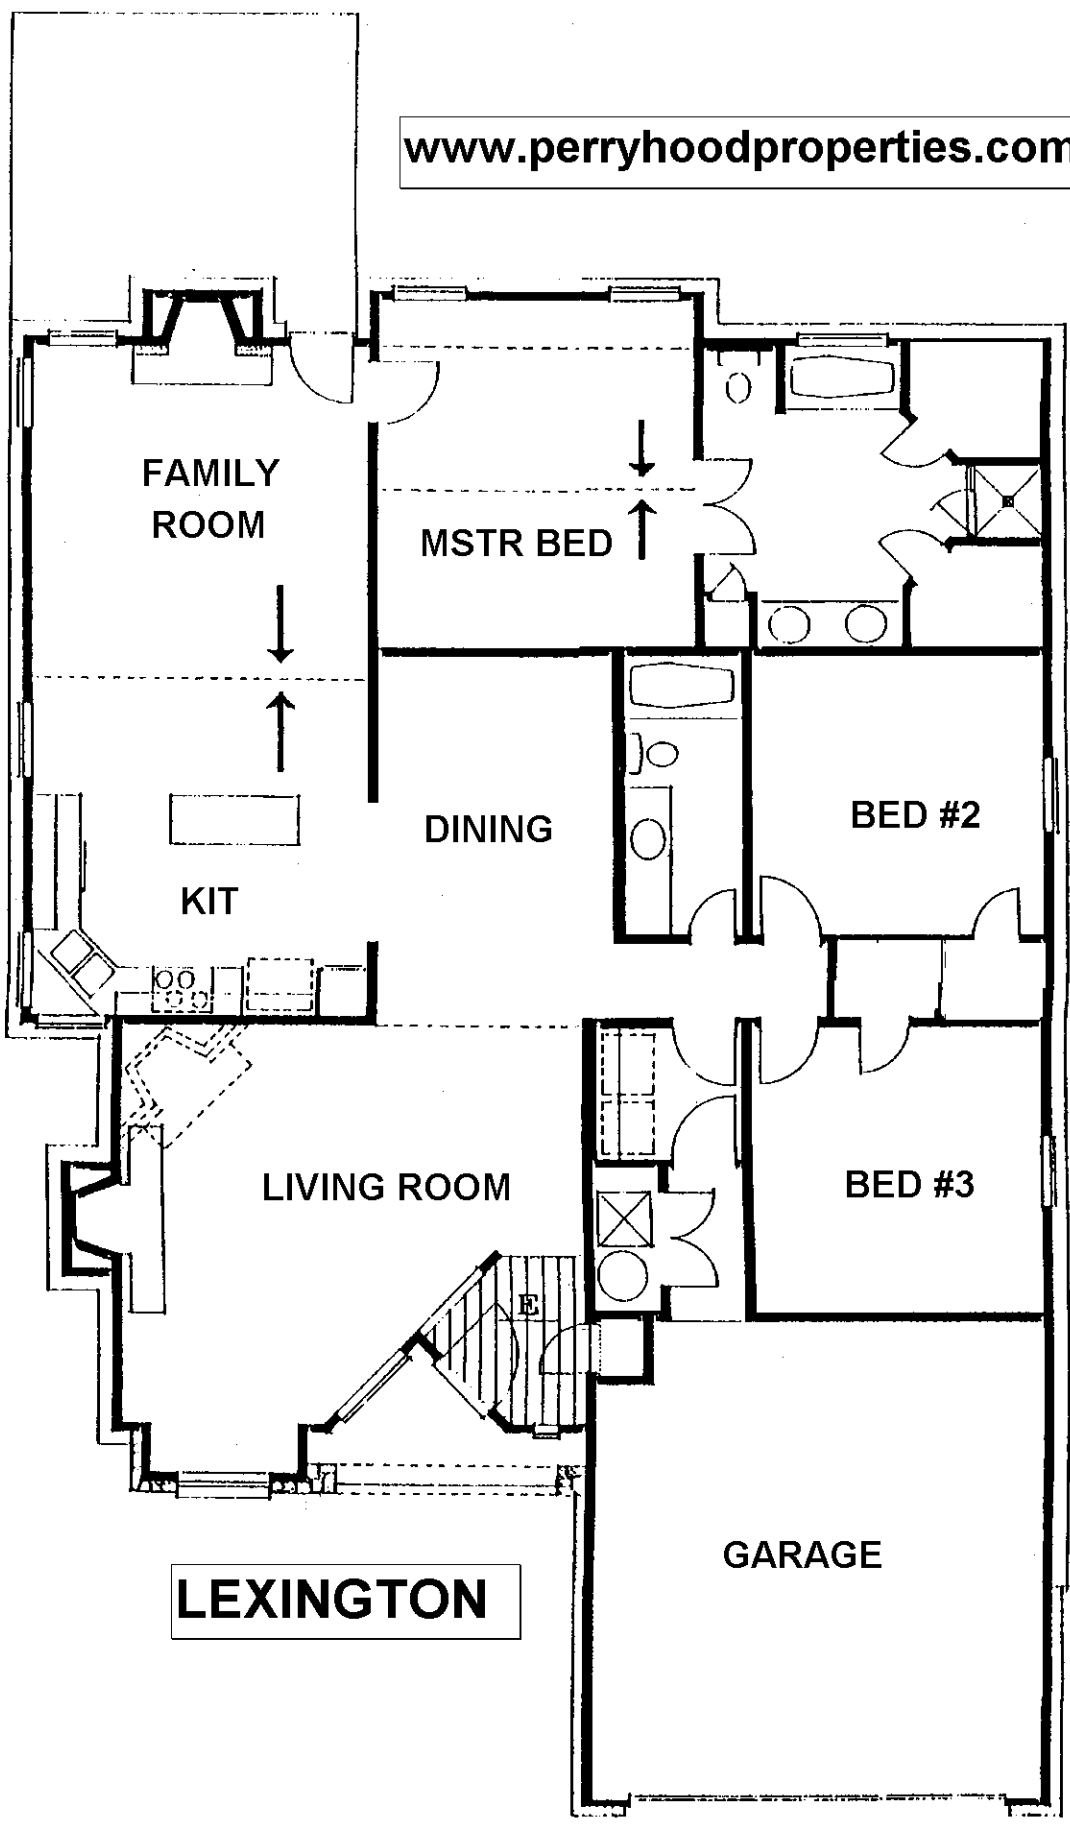 www.perryhoodproperties.com
FAMILY
ROOM
MSTR BED
DINING
BED #2
KIT
LIVING ROOM
BED #3
E
GARAGE
LEXINGTON